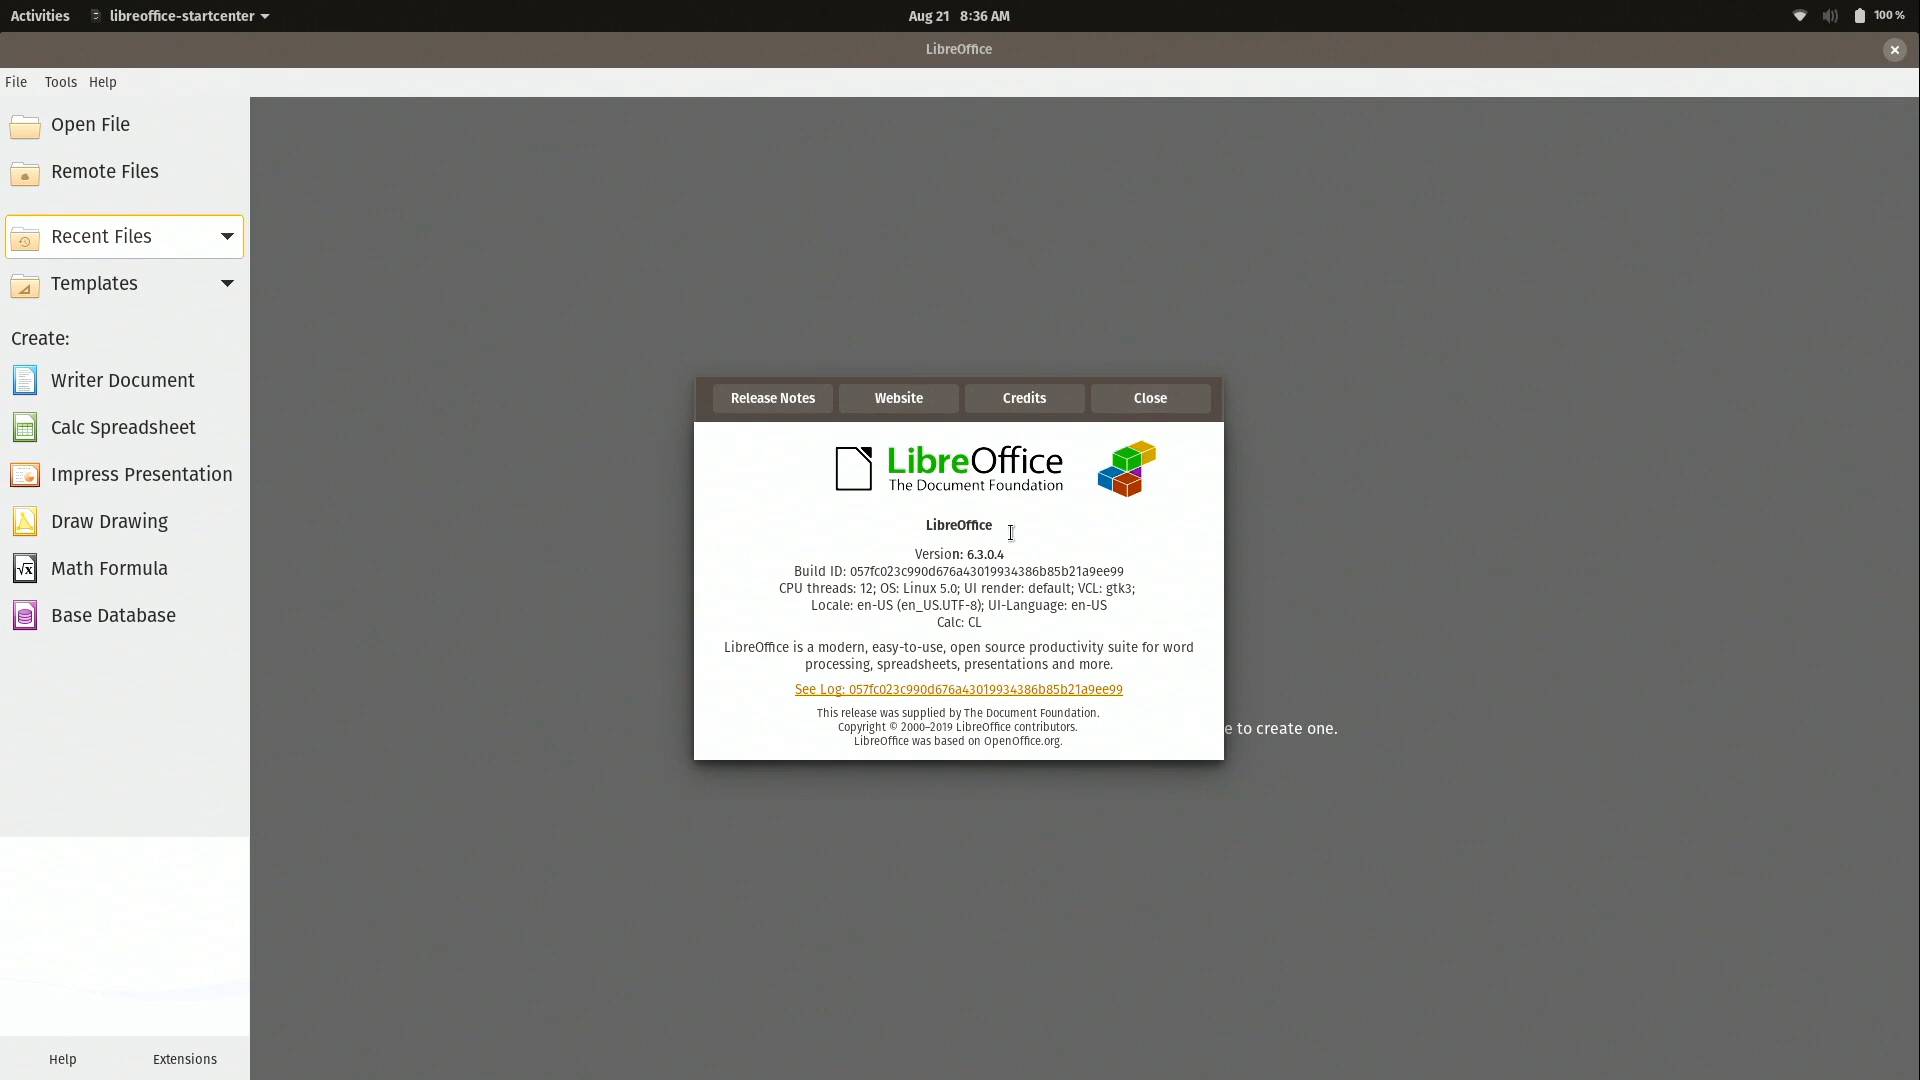 Activities
libreoffice-startcenter
Aug 21 8:36 AM
100 %
LibreOffice
File Tools Help
Open File
Remote Files
Recent Files
Templates
Create:
Writer Document
Calc Spreadsheet
Impress Presentation
Draw Drawing
Math Formula
Base Database
Help
Extensions
Release Notes
Website
Credits
Close
LibreOffice
The Document Foundation
LibreOffice
Version: 6.3.0.4
Build ID: 057fc023c990d676a43019934386b85b21a9ee99
CPU threads: 12; OS: Linux 5.0; UI render: default; VCL: gtk3;
Locale: en-US (en_US.UTF-8); UI-Language: en-US
Calc: CL
LibreOffice is a modern, easy-to-use, open source productivity suite for word
processing, spreadsheets, presentations and more.
See Log: 057fc023c990d676a43019934386b85b21a9ee99
This release was supplied by The Document Foundation.
Copyright © 2000–2019 LibreOffice contributors.
LibreOffice was based on OpenOffice.org.
e to create one.